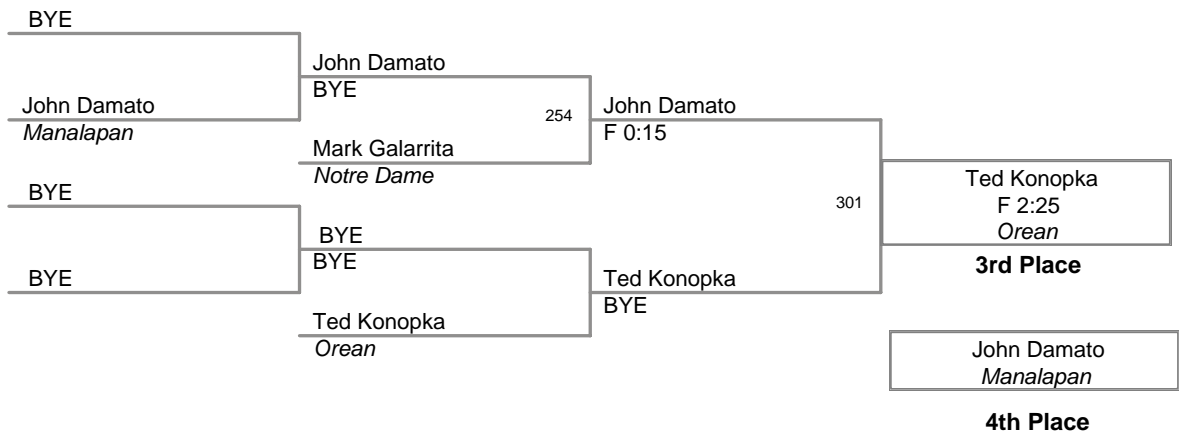 BYE
John Damato
Manalapan
BYE
BYE
John Damato
BYE
Mark Galarrita
Notre Dame
BYE
BYE
Ted Konopka
Orean
254
John Damato
F 0:15
Ted Konopka
BYE
301
Ted Konopka
F 2:25
Orean
3rd Place
John Damato
Manalapan
4th Place